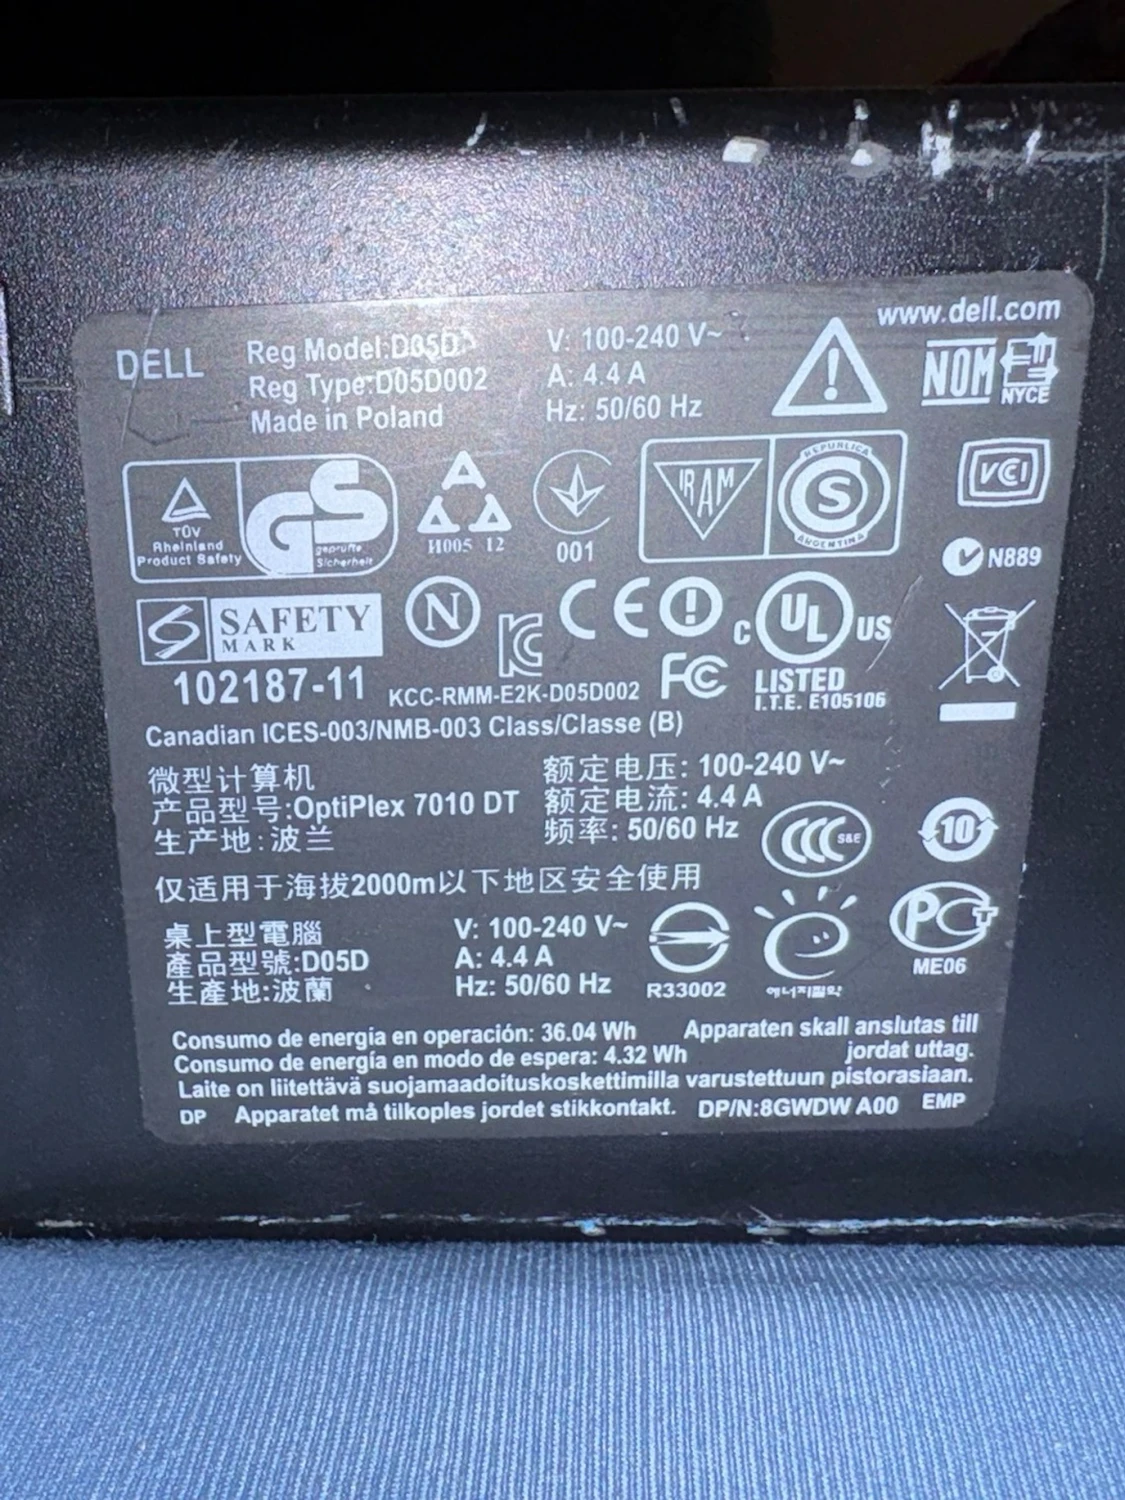 www.dell.com
DELL
Reg Model:D05D
Reg Type:D05D002
Made in Poland
V: 100-240 V~
A: 4.4 A
Hz: 50/60 Hz
NOM
NYCE
TÜV
Rheinland
Product Safety
GS
geprüfte
Sicherheit
И005 12
001
IRAM
REPUBLICA
S
ARGENTINA
VCI
N889
SAFETY
MARK
102187-11
N
KCC-RMM-E2K-D05D002
CE
FC
C UL US
LISTED
I.T.E. E105106
Canadian ICES-003/NMB-003 Class/Classe (B)
微型计算机
产品型号:OptiPlex 7010 DT
生产地:波兰
额定电压: 100-240 V~
额定电流: 4.4 A
频率: 50/60 Hz
CCC S&E
10
仅适用于海拔2000m以下地区安全使用
桌上型電腦
產品型號:D05D
生產地:波蘭
V: 100-240 V~
A: 4.4 A
Hz: 50/60 Hz
R33002
에너지절약
PCT
ME06
Consumo de energía en operación: 36.04 Wh
Consumo de energía en modo de espera: 4.32 Wh
Apparaten skall anslutas till
jordat uttag.
Laite on liitettävä suojamaadoituskoskettimilla varustettuun pistorasiaan.
DP Apparatet må tilkoples jordet stikkontakt. DP/N:8GWDW A00 EMP